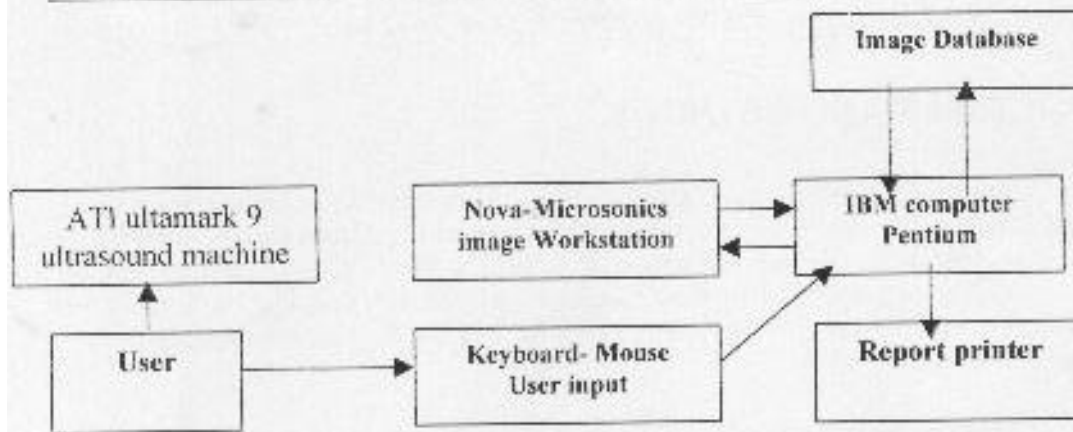 Image Database
ATI ultamark 9
ultrasound machine
Nova-Microsonics
image Workstation
IBM computer
Pentium
User
Keyboard- Mouse
User input
Report printer